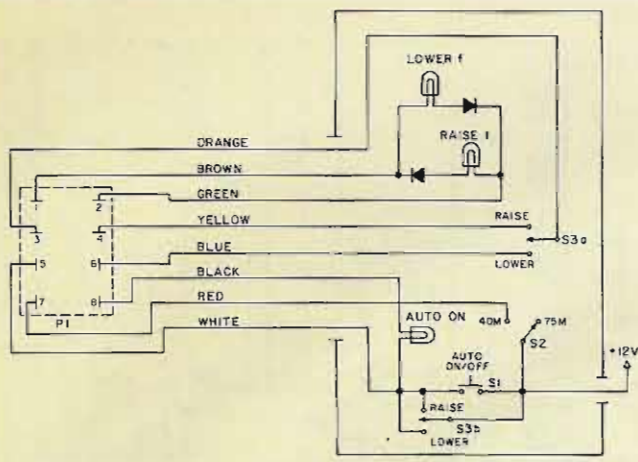 LOWER f
RAISE f
ORANGE
BROWN
GREEN
YELLOW
BLUE
BLACK
RED
WHITE
1
2
3
4
5
6
7
8
P1
RAISE
S3a
LOWER
AUTO ON
40M
75M
S2
+12V
AUTO
ON/OFF
S1
RAISE
S3b
LOWER